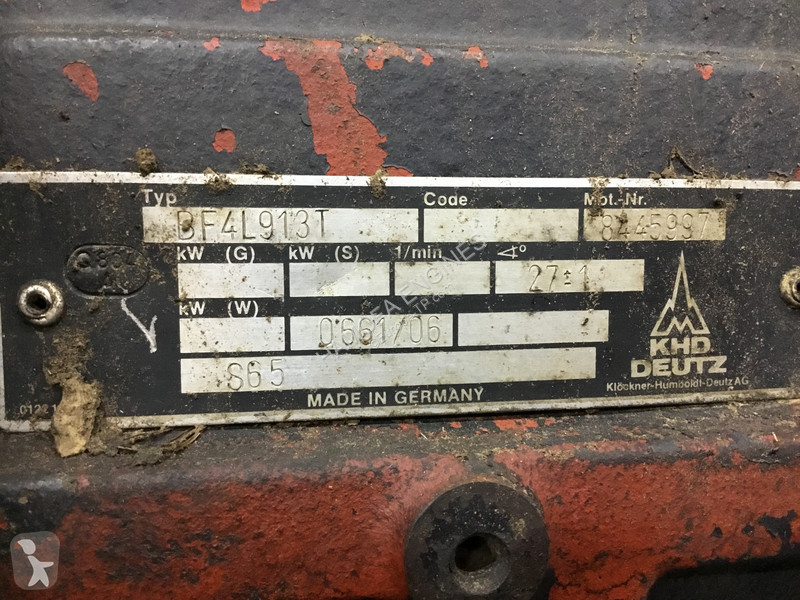 Typ Code Mot.-Nr.
BF4L913T 8445997
kW (G) kW (S) 1/min ∢°
27±1
kW (W)
0661/06
S65
KHD
DEUTZ
Klöckner-Humboldt-Deutz AG
MADE IN GERMANY